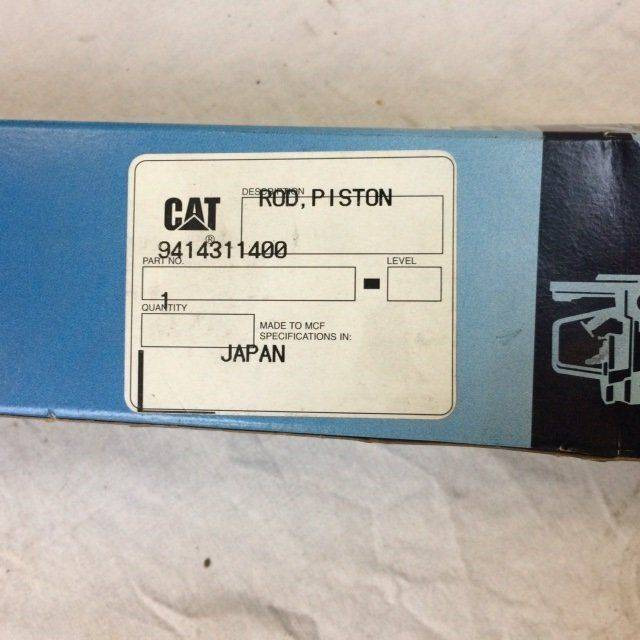 DESCRIPTION
ROD,PISTON
CAT®
9414311400
PART NO.
LEVEL
-
1
QUANTITY
MADE TO MCF
SPECIFICATIONS IN:
JAPAN